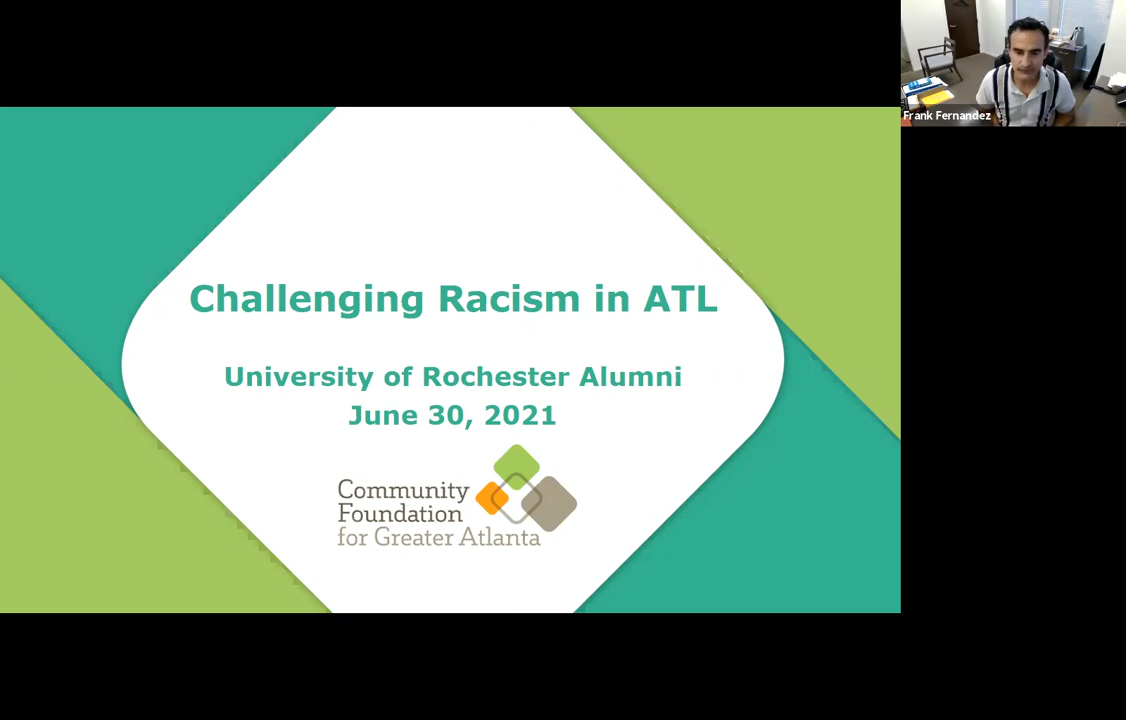 Frank Fernandez
Challenging Racism in ATL
University of Rochester Alumni
June 30, 2021
Community
Foundation
for Greater Atlanta